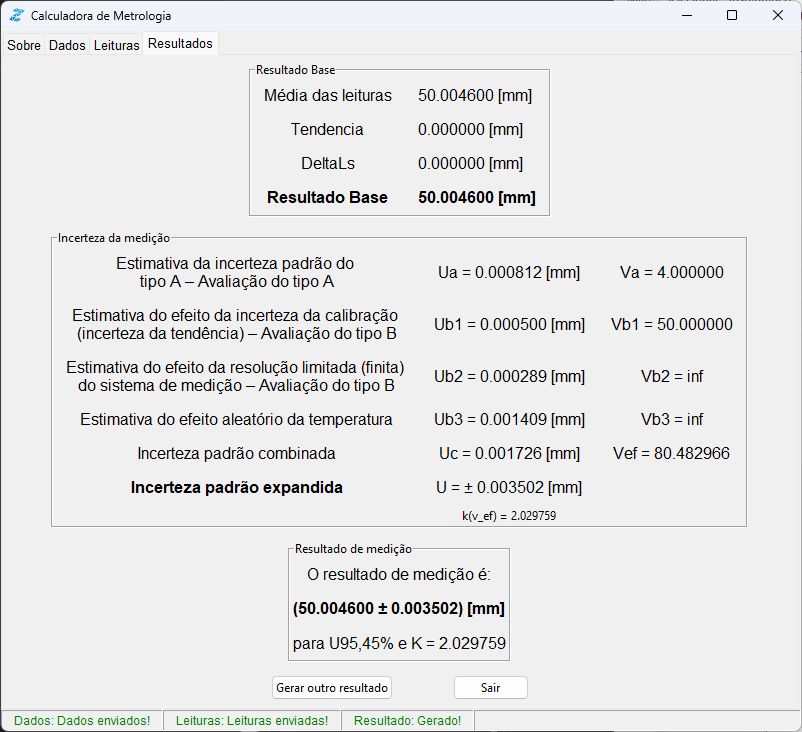 Calculadora de Metrologia
Sobre Dados Leituras Resultados
Resultado Base
Média das leituras 50.004600 [mm]
Tendencia 0.000000 [mm]
DeltaLs 0.000000 [mm]
Resultado Base 50.004600 [mm]
Incerteza da medição
Estimativa da incerteza padrão do
tipo A – Avaliação do tipo A
Ua = 0.000812 [mm] Va = 4.000000
Estimativa do efeito da incerteza da calibração
(incerteza da tendência) – Avaliação do tipo B
Ub1 = 0.000500 [mm] Vb1 = 50.000000
Estimativa do efeito da resolução limitada (finita)
do sistema de medição – Avaliação do tipo B
Ub2 = 0.000289 [mm] Vb2 = inf
Estimativa do efeito aleatório da temperatura Ub3 = 0.001409 [mm] Vb3 = inf
Incerteza padrão combinada Uc = 0.001726 [mm] Vef = 80.482966
Incerteza padrão expandida U = ± 0.003502 [mm]
k(v_ef) = 2.029759
Resultado de medição
O resultado de medição é:
(50.004600 ± 0.003502) [mm]
para U95,45% e K = 2.029759
Gerar outro resultado Sair
Dados: Dados enviados! Leituras: Leituras enviadas! Resultado: Gerado!